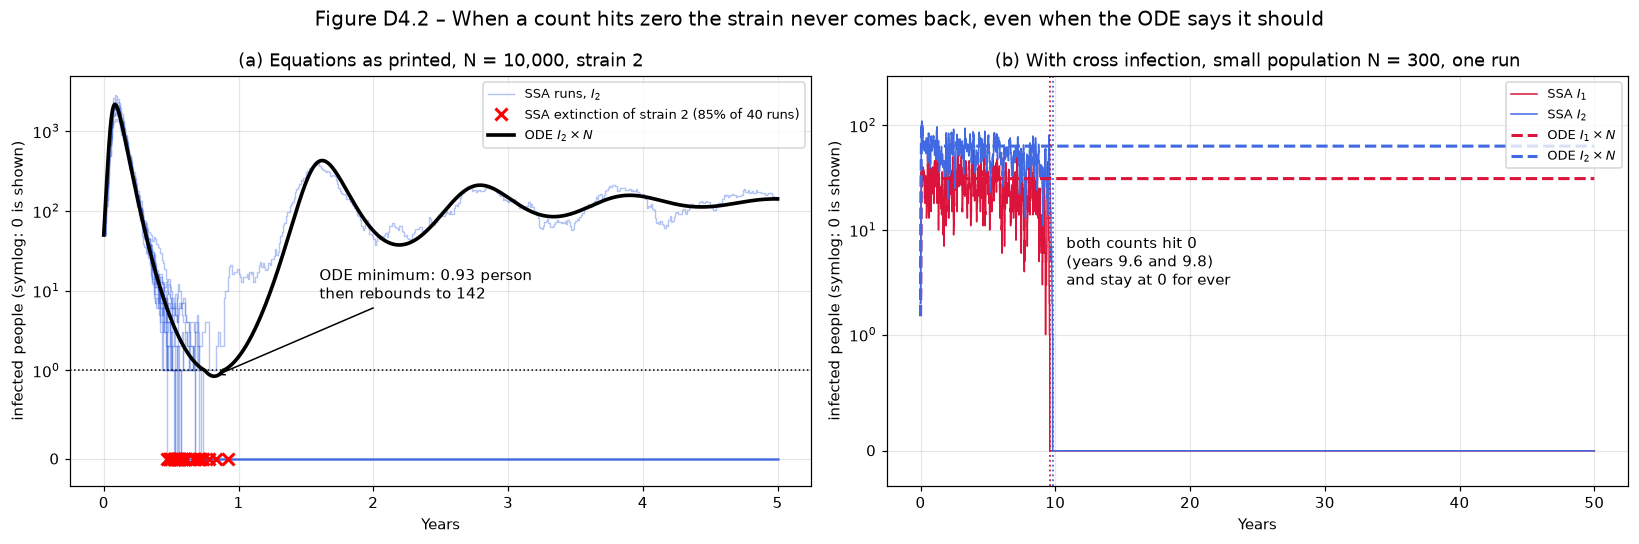 Figure D4.2 – When a count hits zero the strain never comes back, even when the ODE says it should
(a) Equations as printed, N = 10,000, strain 2
infected people (symlog: 0 is shown)
10³
10²
10¹
10⁰
0
SSA runs, I₂
SSA extinction of strain 2 (85% of 40 runs)
ODE I₂ × N
ODE minimum: 0.93 person
then rebounds to 142
0 1 2 3 4 5
Years
(b) With cross infection, small population N = 300, one run
infected people (symlog: 0 is shown)
10²
10¹
10⁰
0
SSA I₁
SSA I₂
ODE I₁ × N
ODE I₂ × N
both counts hit 0
(years 9.6 and 9.8)
and stay at 0 for ever
0 10 20 30 40 50
Years